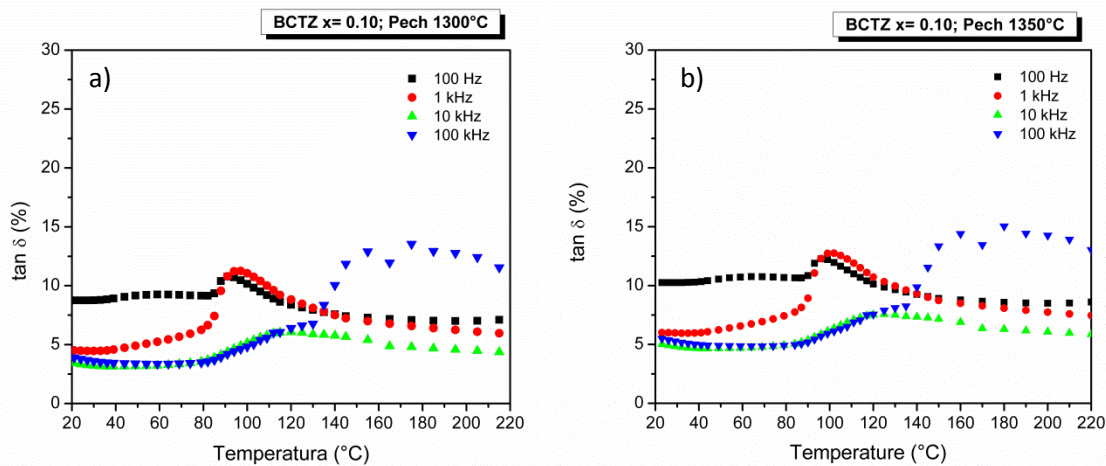 BCTZ x= 0.10; Pech 1300°C
a)
100 Hz
1 kHz
10 kHz
100 kHz
30
25
20
15
10
5
0
tan δ (%)
20 40 60 80 100 120 140 160 180 200 220
Temperatura (°C)
BCTZ x= 0.10; Pech 1350°C
b)
100 Hz
1 kHz
10 kHz
100 kHz
30
25
20
15
10
5
0
tan δ (%)
20 40 60 80 100 120 140 160 180 200 220
Temperature (°C)